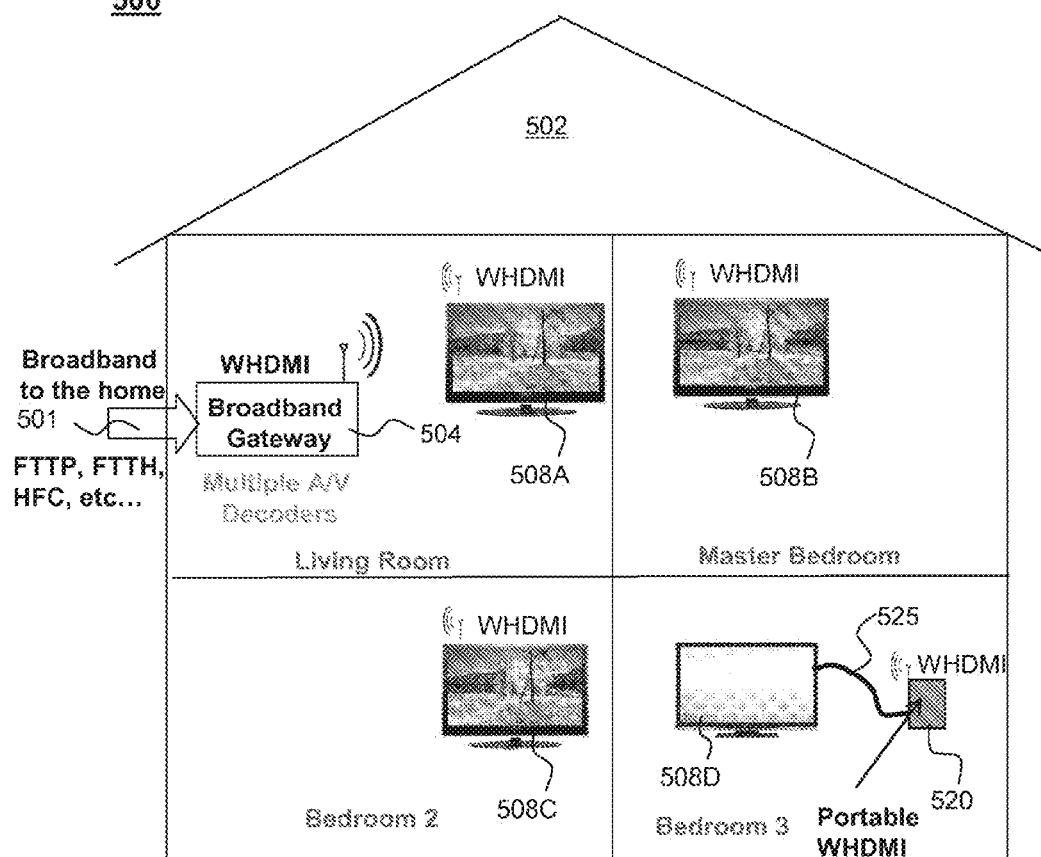 502
WHDMI
WHDMI
Broadband
to the home
501
WHDMI
Broadband
Gateway
504
508A
508B
FTTP, FTTH,
HFC, etc...
Multiple A/V
Decoders
Living Room
Master Bedroom
WHDMI
525
WHDMI
508C
508D
520
Bedroom 2
Bedroom 3
Portable
WHDMI